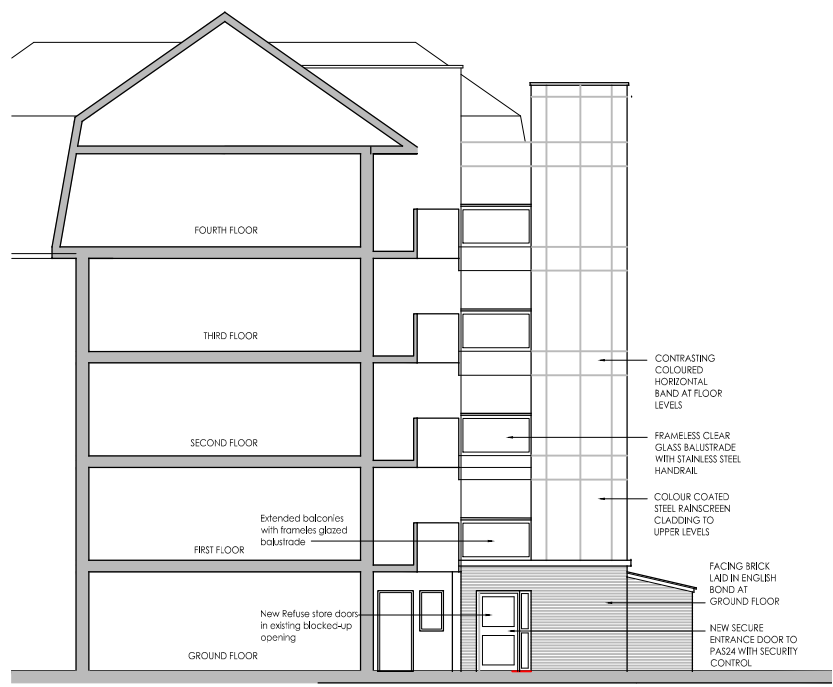 FOURTH FLOOR
THIRD FLOOR
CONTRASTING
COLOURED
HORIZONTAL
BAND AT FLOOR
LEVELS
SECOND FLOOR
FRAMELESS CLEAR
GLASS BALUSTRADE
WITH STAINLESS STEEL
HANDRAIL
COLOUR COATED
STEEL RAINSCREEN
CLADDING TO
UPPER LEVELS
Extended balconies
with frameles glazed
balustrade
FIRST FLOOR
FACING BRICK
LAID IN ENGLISH
BOND AT
GROUND FLOOR
New Refuse store doors
in existing blocked-up
opening
NEW SECURE
ENTRANCE DOOR TO
PAS24 WITH SECURITY
CONTROL
GROUND FLOOR